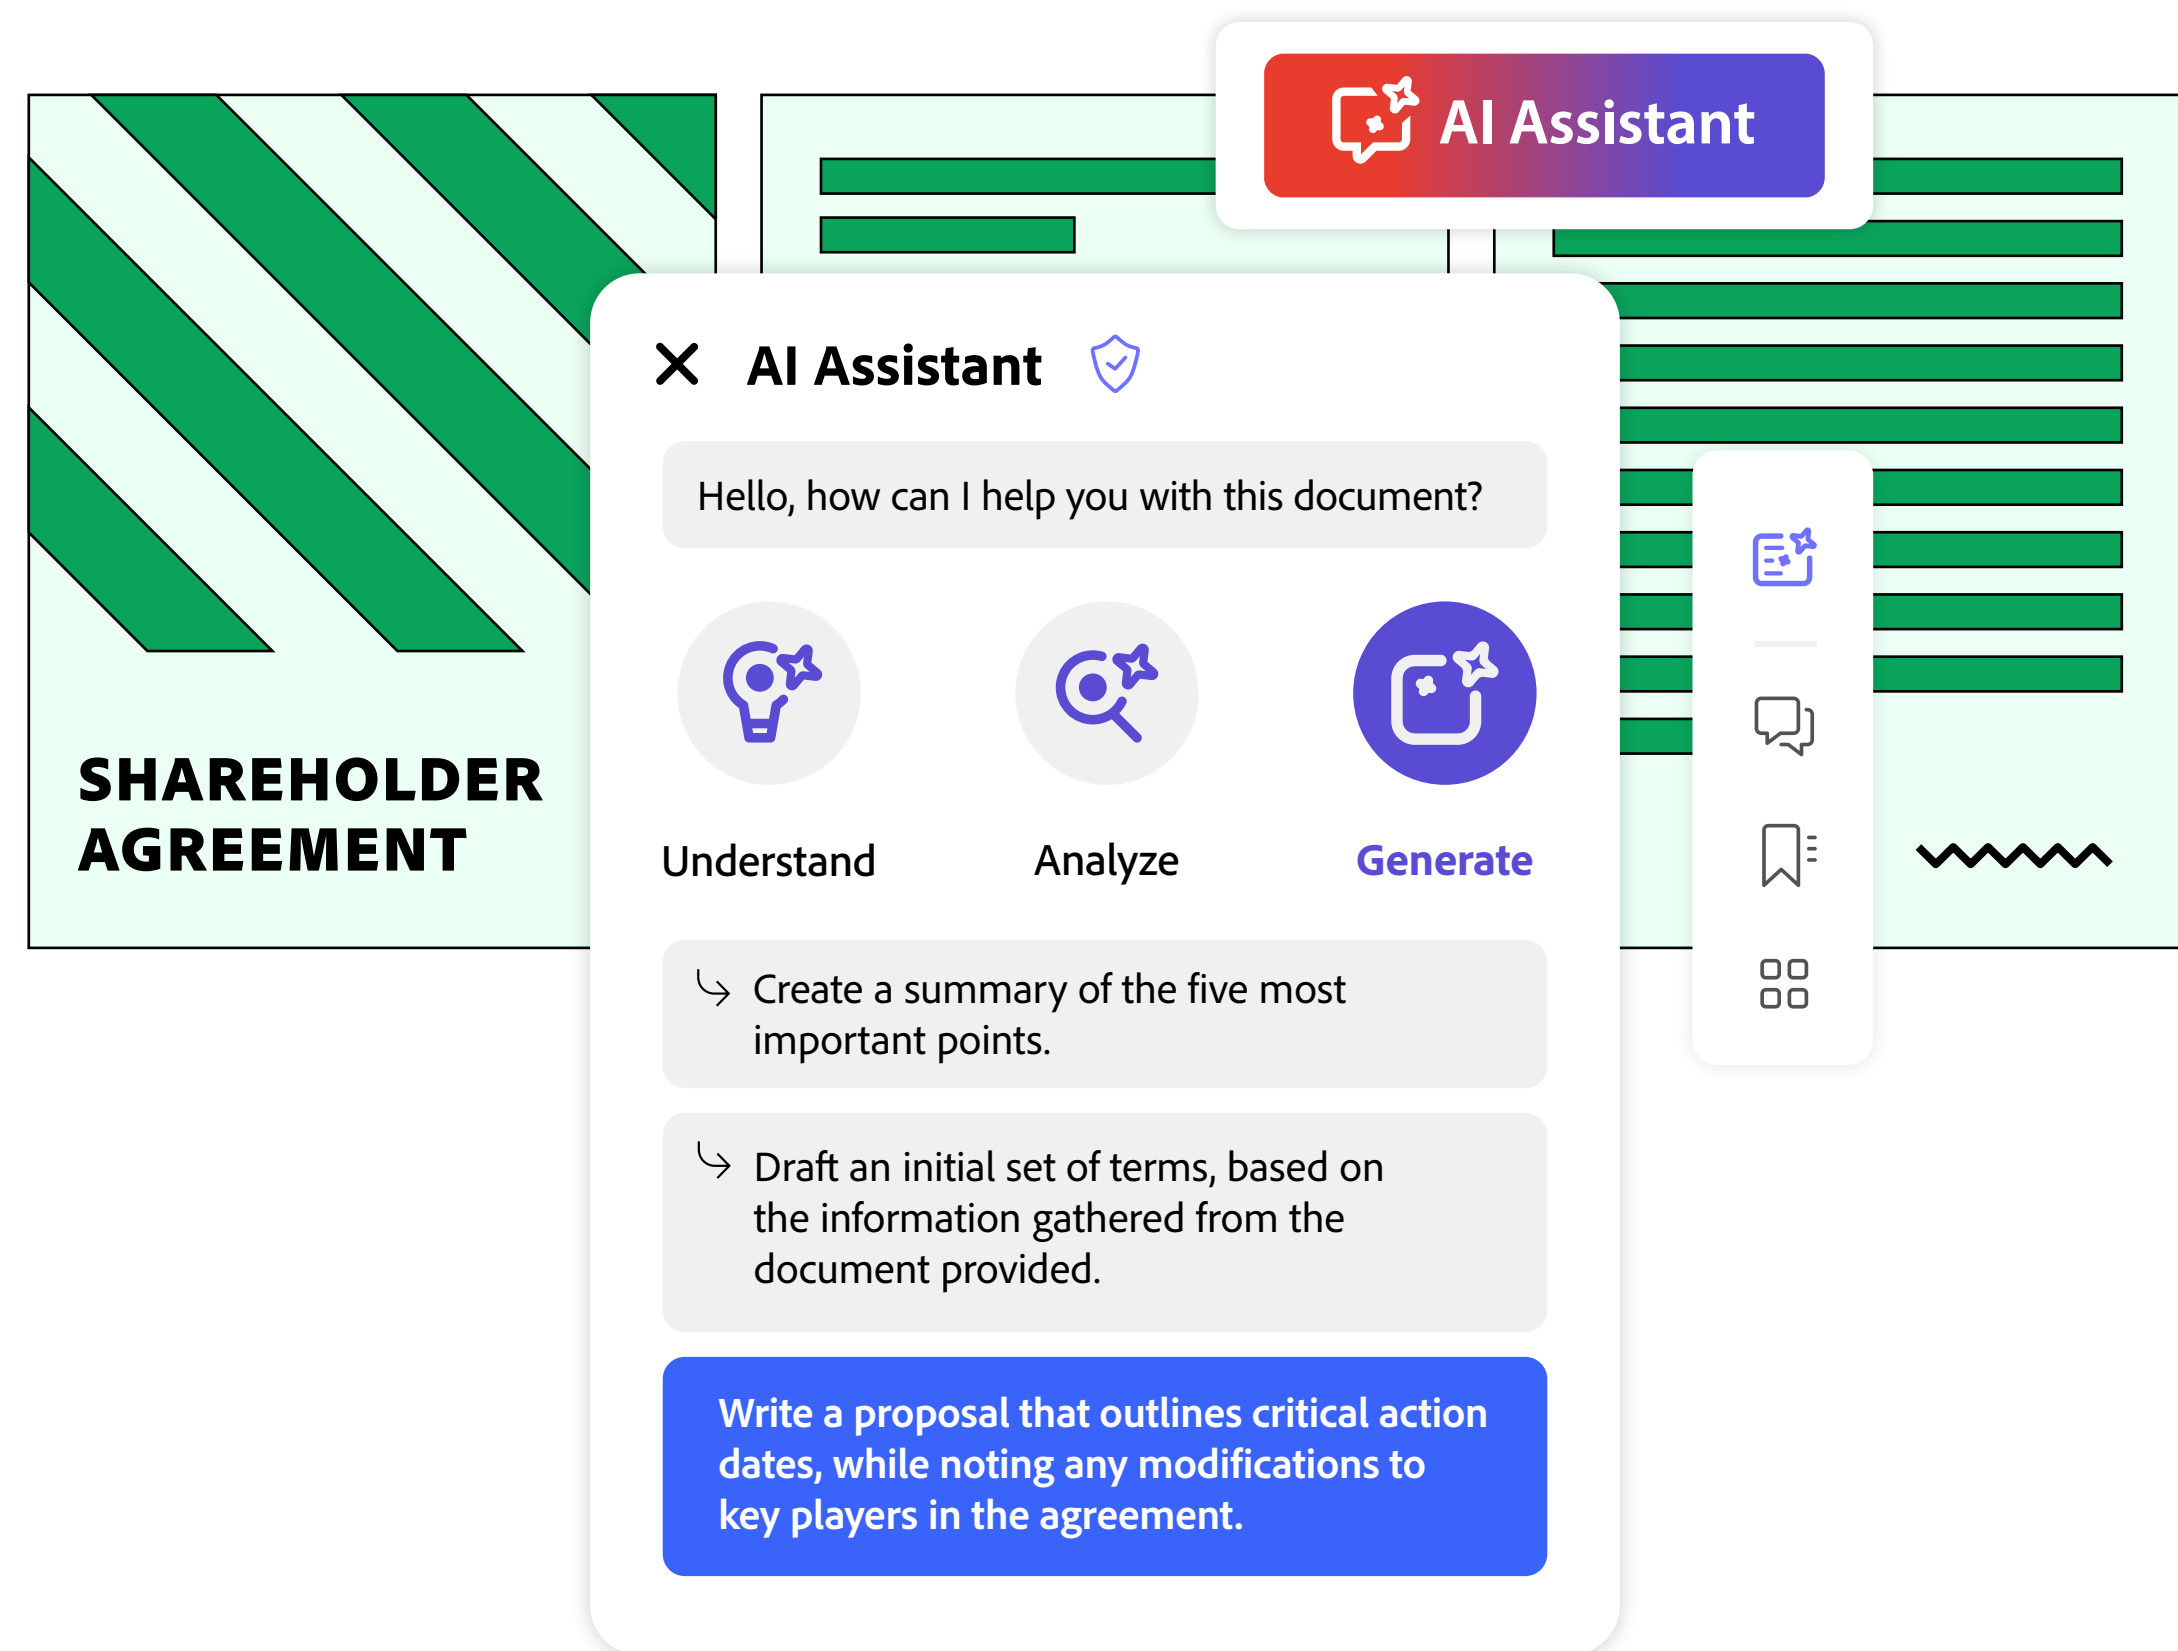 AI Assistant
SHAREHOLDER
AGREEMENT
AI Assistant
Hello, how can I help you with this document?
Understand
Analyze
Generate
Create a summary of the five most
important points.
Draft an initial set of terms, based on
the information gathered from the
document provided.
Write a proposal that outlines critical action
dates, while noting any modifications to
key players in the agreement.